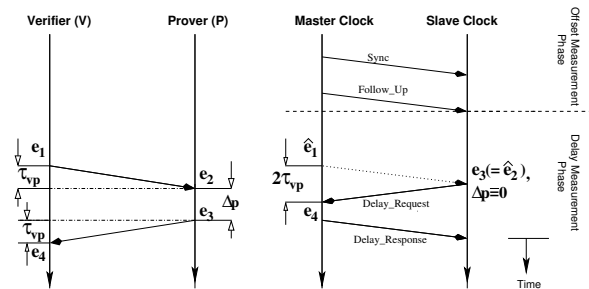 Verifier (V)
Prover (P)
e1
τvp
e2
Δp
e3
τvp
e4
Master Clock
Slave Clock
Sync
Follow_Up
ê1
2τvp
e3(= ê2),
Δp≡0
Delay_Request
e4
Delay_Response
Offset Measurement
Phase
Delay Measurement
Phase
Time